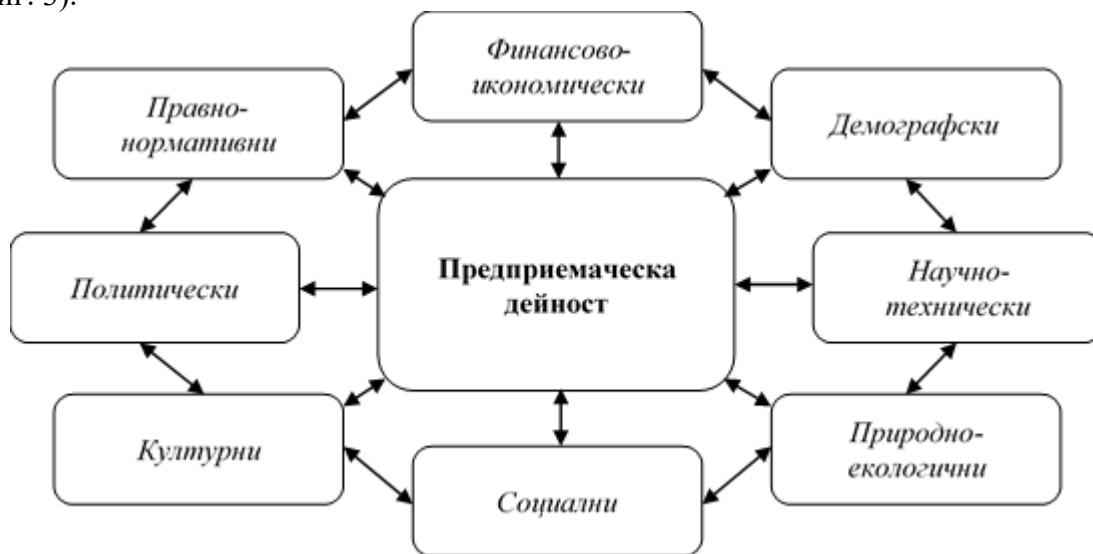 Финансово-
икономически
Правно-
нормативни
Демографски
Политически
Предприемаческа
дейност
Научно-
технически
Културни
Социални
Природно-
екологични